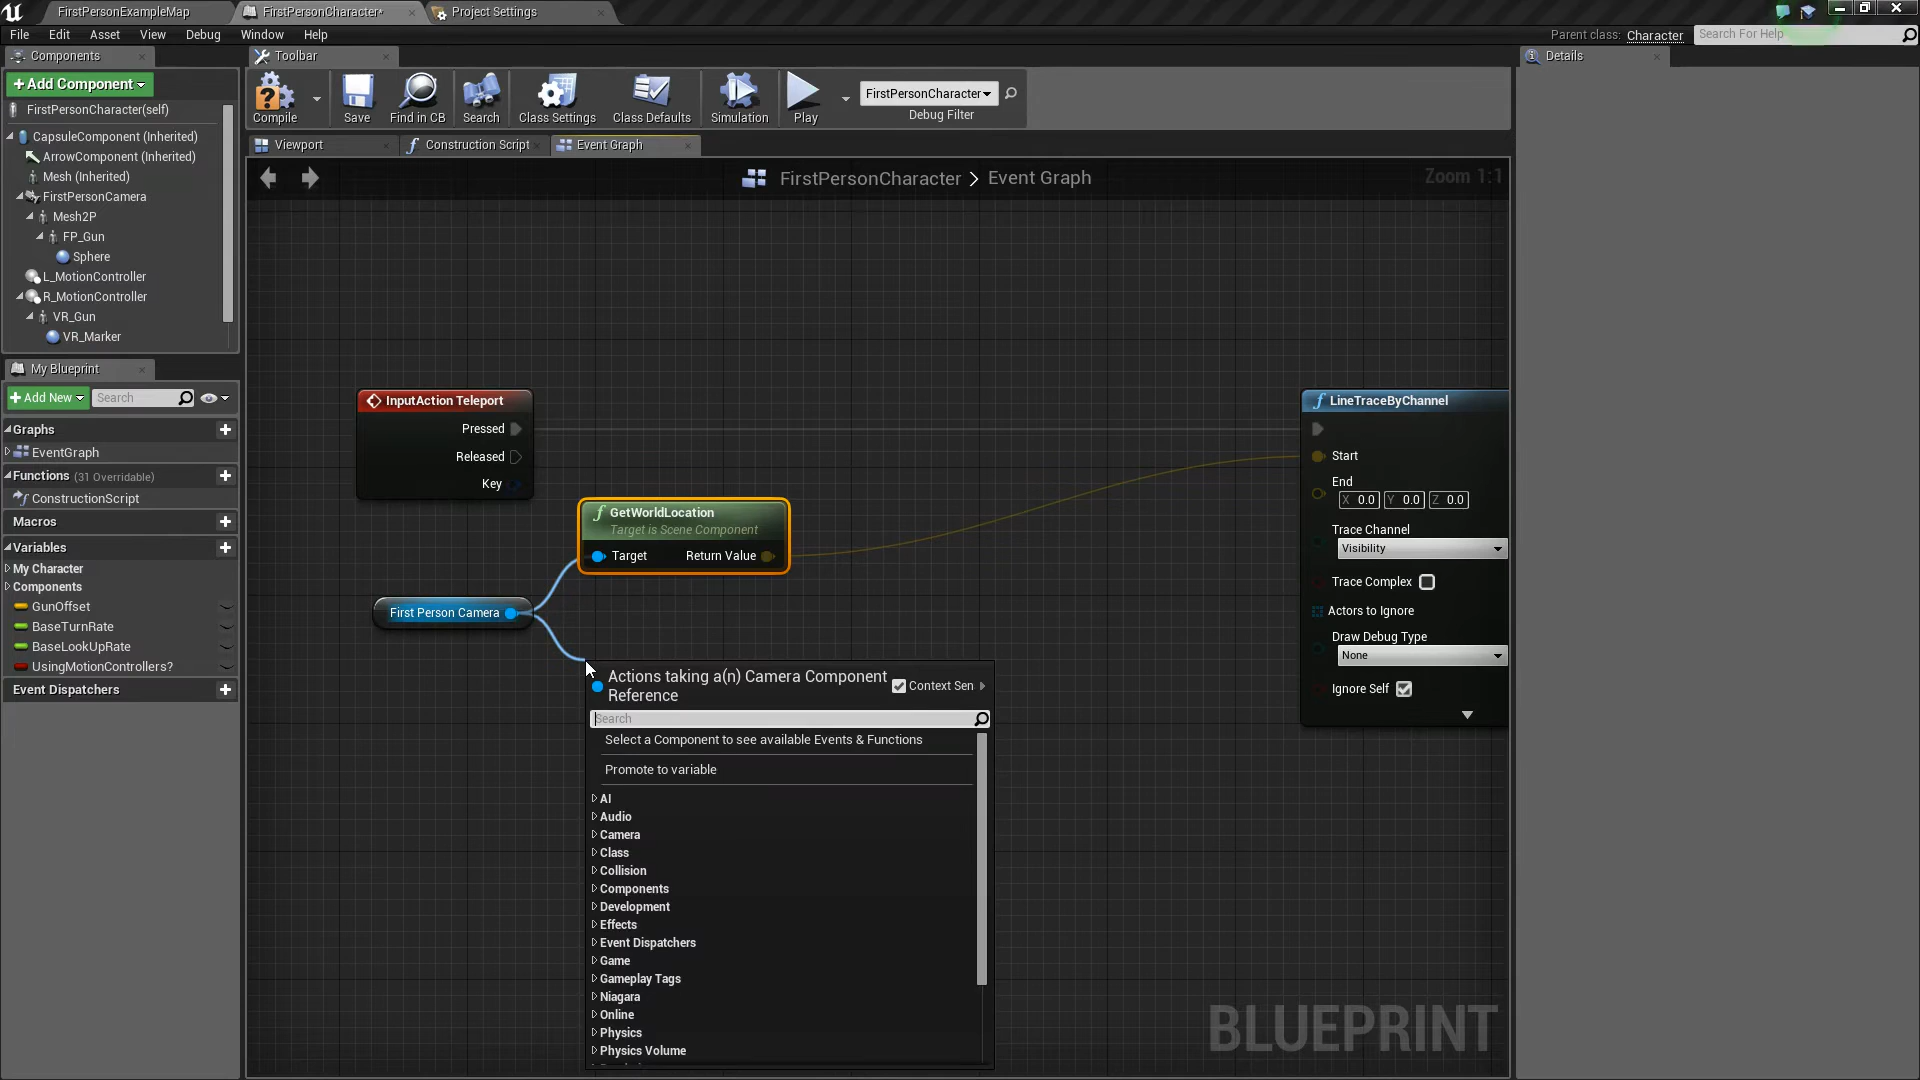 FirstPersonExampleMap
FirstPersonCharacter*
Project Settings
File Edit Asset View Debug Window Help
Parent class: Character
Search For Help
Components
Toolbar
Details
+Add Component
Compile
Save
Find in CB
Search
Class Settings
Class Defaults
Simulation
Play
FirstPersonCharacter
Debug Filter
FirstPersonCharacter(self)
CapsuleComponent (Inherited)
ArrowComponent (Inherited)
Mesh (Inherited)
FirstPersonCamera
Mesh2P
FP_Gun
Sphere
L_MotionController
R_MotionController
VR_Gun
VR_Marker
Viewport
Construction Script
Event Graph
FirstPersonCharacter > Event Graph
Zoom 1:1
My Blueprint
+Add New
Search
Graphs
EventGraph
Functions (31 Overridable)
ConstructionScript
Macros
Variables
My Character
Components
GunOffset
BaseTurnRate
BaseLookUpRate
UsingMotionControllers?
Event Dispatchers
InputAction Teleport
Pressed
Released
Key
f GetWorldLocation
Target is Scene Component
Target
Return Value
First Person Camera
Actions taking a(n) Camera Component
Reference
Context Sen
Search
Select a Component to see available Events & Functions
Promote to variable
AI
Audio
Camera
Class
Collision
Components
Development
Effects
Event Dispatchers
Game
Gameplay Tags
Niagara
Online
Physics
Physics Volume
f LineTraceByChannel
Start
End
X 0.0 Y 0.0 Z 0.0
Trace Channel
Visibility
Trace Complex
Actors to Ignore
Draw Debug Type
None
Ignore Self
BLUEPRINT